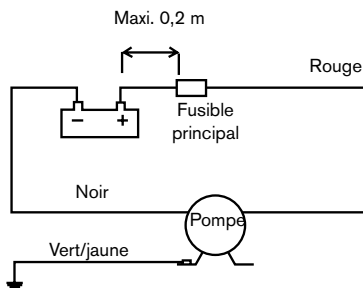 Maxi. 0,2 m
Rouge
− +
Fusible
principal
Noir
Pompe
Vert/jaune